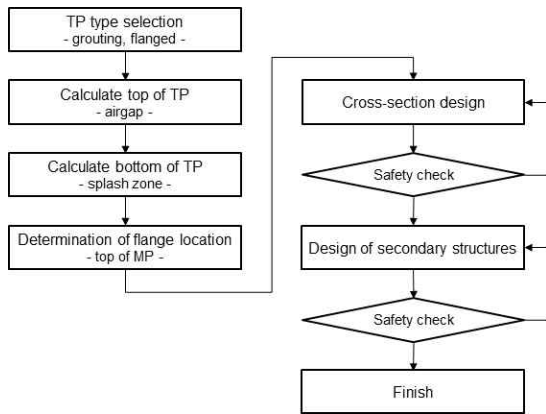 TP type selection
- grouting, flanged -
Calculate top of TP
- airgap -
Calculate bottom of TP
- splash zone -
Determination of flange location
- top of MP -
Cross-section design
Safety check
Design of secondary structures
Safety check
Finish